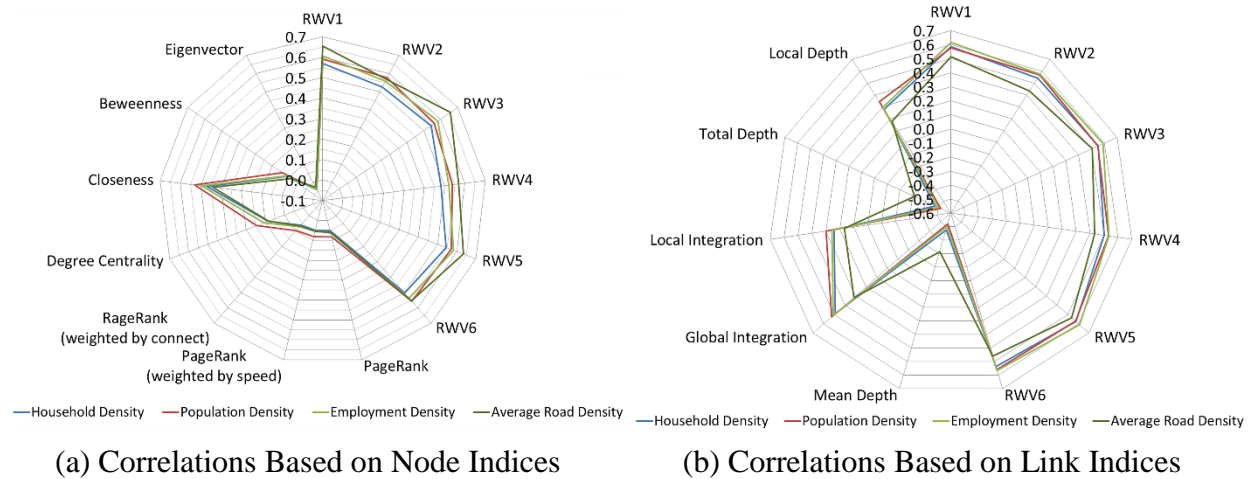 RWV1
0.7
0.6
0.5
0.4
0.3
0.2
0.1
0.0
-0.1
RWV2
RWV3
RWV4
RWV5
RWV6
PageRank
PageRank
(weighted by speed)
RageRank
(weighted by connect)
Degree Centrality
Closeness
Beweenness
Eigenvector
Household Density Population Density Employment Density Average Road Density
(a) Correlations Based on Node Indices
RWV1
0.7
0.6
0.5
0.4
0.3
0.2
0.1
0.0
-0.1
-0.2
-0.3
-0.4
-0.5
-0.6
RWV2
RWV3
RWV4
RWV5
RWV6
Mean Depth
Global Integration
Local Integration
Total Depth
Local Depth
Household Density Population Density Employment Density Average Road Density
(b) Correlations Based on Link Indices